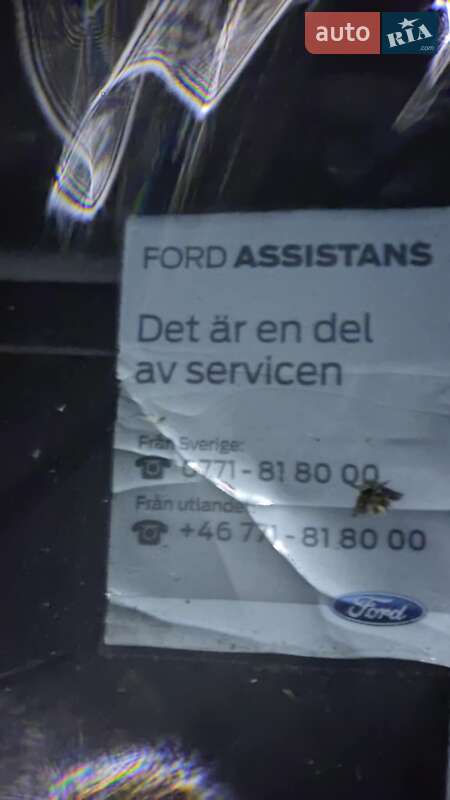 auto RIA.com
FORD ASSISTANS
Det är en del
av servicen
Från Sverige:
0771 - 81 80 00
Från utlandet:
+46 771 - 81 80 00
Ford